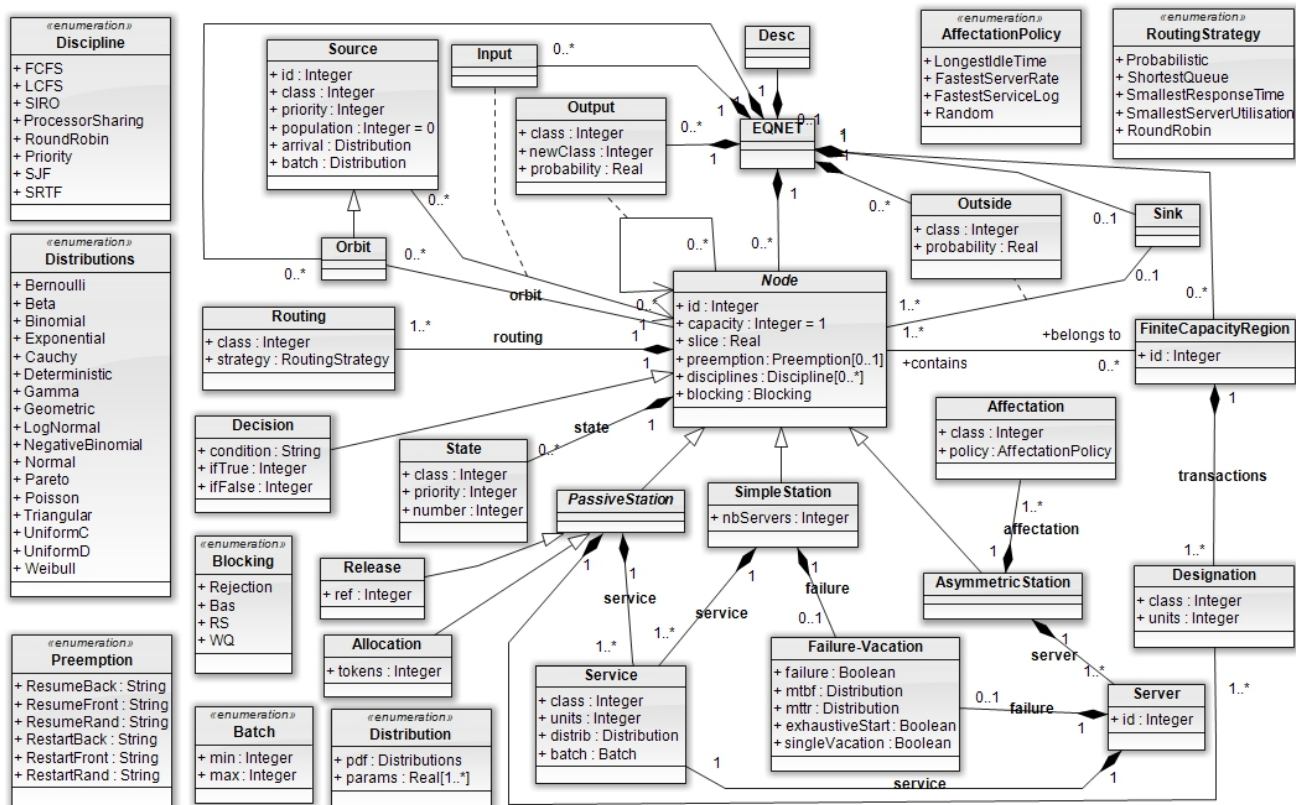 «enumeration»
Discipline
+ FCFS
+ LCFS
+ SIRO
+ ProcessorSharing
+ RoundRobin
+ Priority
+ SJF
+ SRTF
«enumeration»
Distributions
+ Bernoulli
+ Beta
+ Binomial
+ Exponential
+ Cauchy
+ Deterministic
+ Gamma
+ Geometric
+ LogNormal
+ NegativeBinomial
+ Normal
+ Pareto
+ Poisson
+ Triangular
+ UniformC
+ UniformD
+ Weibull
«enumeration»
Preemption
+ ResumeBack : String
+ ResumeFront : String
+ ResumeRand : String
+ RestartBack : String
+ RestartFront : String
+ RestartRand : String
Source
+ id : Integer
+ class : Integer
+ priority : Integer
+ population : Integer = 0
+ arrival : Distribution
+ batch : Distribution
0..*
Orbit
0..*
0..*
Input
0..*
Output
+ class : Integer
+ newClass : Integer
+ probability : Real
0..*
1
Desc
1
0..1
1
1
EQNET
1
*
1
1
0..*
0..*
«enumeration»
AffectationPolicy
+ LongestIdleTime
+ FastestServerRate
+ FastestServiceLog
+ Random
«enumeration»
RoutingStrategy
+ Probabilistic
+ ShortestQueue
+ SmallestResponseTime
+ SmallestServerUtilisation
+ RoundRobin
0..*
Outside
+ class : Integer
+ probability : Real
0..1
Sink
0..1
0..*
orbit
Routing
+ class : Integer
+ strategy : RoutingStrategy
1..*
routing
0..*
1
1
Node
+ id : Integer
+ capacity : Integer = 1
+ slice : Real
+ preemption : Preemption[0..1]
+ disciplines : Discipline[0..*]
+ blocking : Blocking
1..*
1..*
+contains
+belongs to
0..*
FiniteCapacityRegion
+ id : Integer
1
transactions
1..*
Decision
+ condition : String
+ ifTrue : Integer
+ ifFalse : Integer
State
+ class : Integer
+ priority : Integer
+ number : Integer
0..*
state
1
PassiveStation
1
1
service
1..*
SimpleStation
+ nbServers : Integer
1
1
service
1..*
failure
0..1
Affectation
+ class : Integer
+ policy : AffectationPolicy
1..*
affectation
1
AsymmetricStation
1
server
1..*
Designation
+ class : Integer
+ units : Integer
1..*
«enumeration»
Blocking
+ Rejection
+ Bas
+ RS
+ WQ
Release
+ ref : Integer
Allocation
+ tokens : Integer
«enumeration»
Batch
+ min : Integer
+ max : Integer
«enumeration»
Distribution
+ pdf : Distributions
+ params : Real[1..*]
Service
+ class : Integer
+ units : Integer
+ distrib : Distribution
+ batch : Batch
1
Failure-Vacation
+ failure : Boolean
+ mtbf : Distribution
+ mttr : Distribution
+ exhaustiveStart : Boolean
+ singleVacation : Boolean
0..1
failure
1
Server
+ id : Integer
1
service